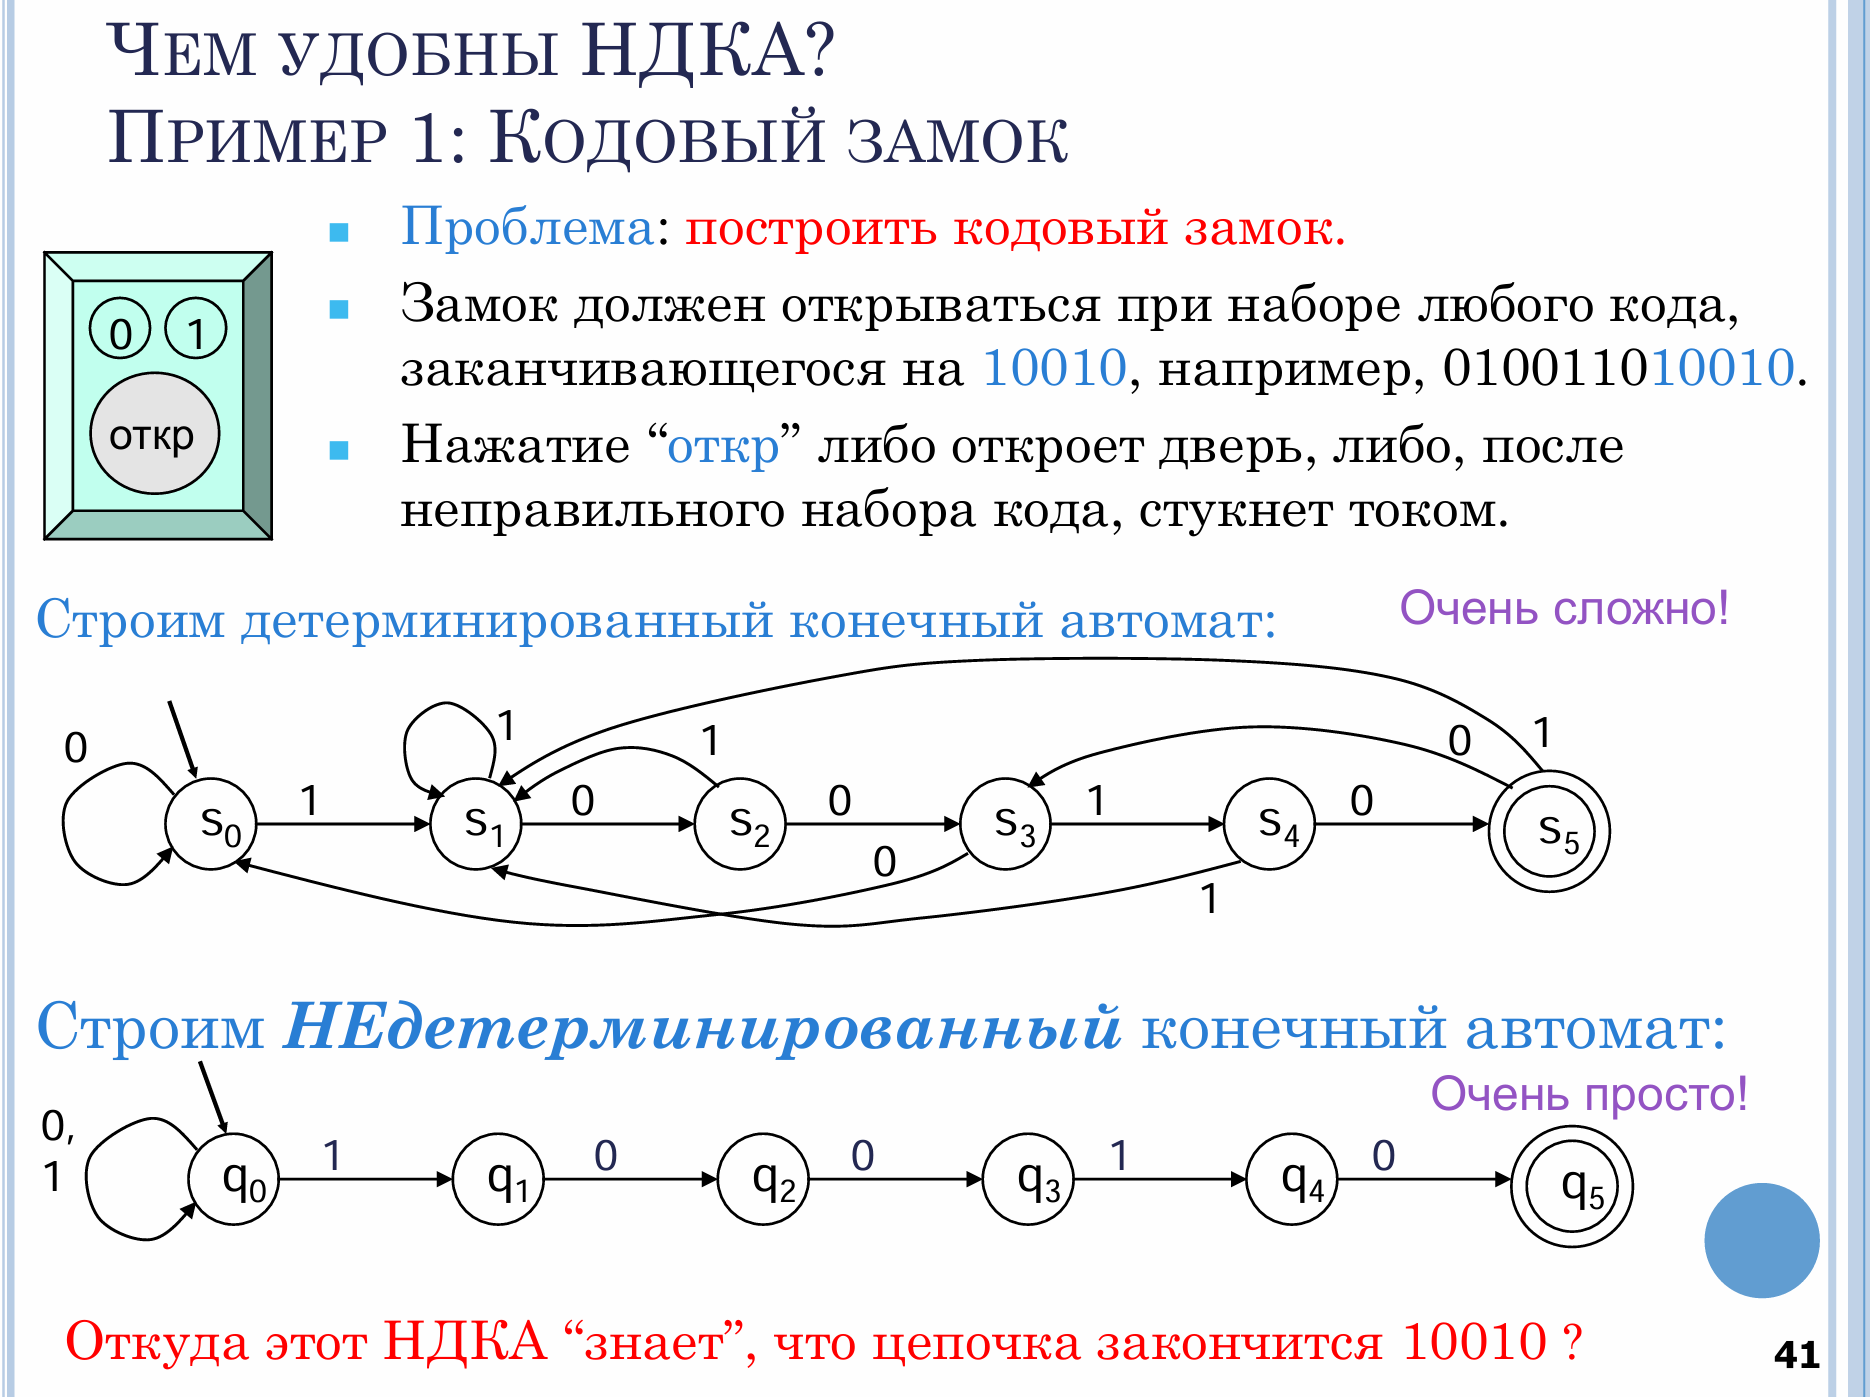 Чем удобны НДКА?
Пример 1: Кодовый замок
Проблема: построить кодовый замок.
Замок должен открываться при наборе любого кода,
заканчивающегося на 10010, например, 010011010010.
Нажатие “откр” либо откроет дверь, либо, после
неправильного набора кода, стукнет током.
0 1
откр
Строим детерминированный конечный автомат:
Очень сложно!
0 1 1 1 0 0 1 0 0 1
s0 s1 s2 s3 s4 s5
0 1
Строим НЕдетерминированный конечный автомат:
Очень просто!
0,
1
1 0 0 1 0
q0 q1 q2 q3 q4 q5
Откуда этот НДКА “знает”, что цепочка закончится 10010 ?
41